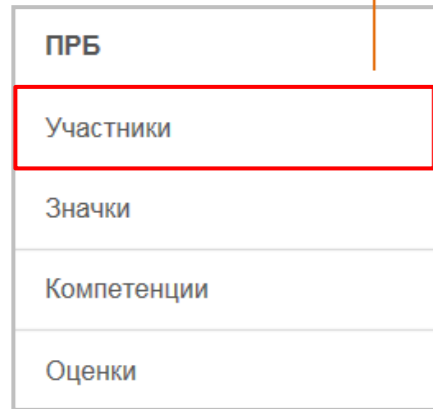 ПРБ
Участники
Значки
Компетенции
Оценки